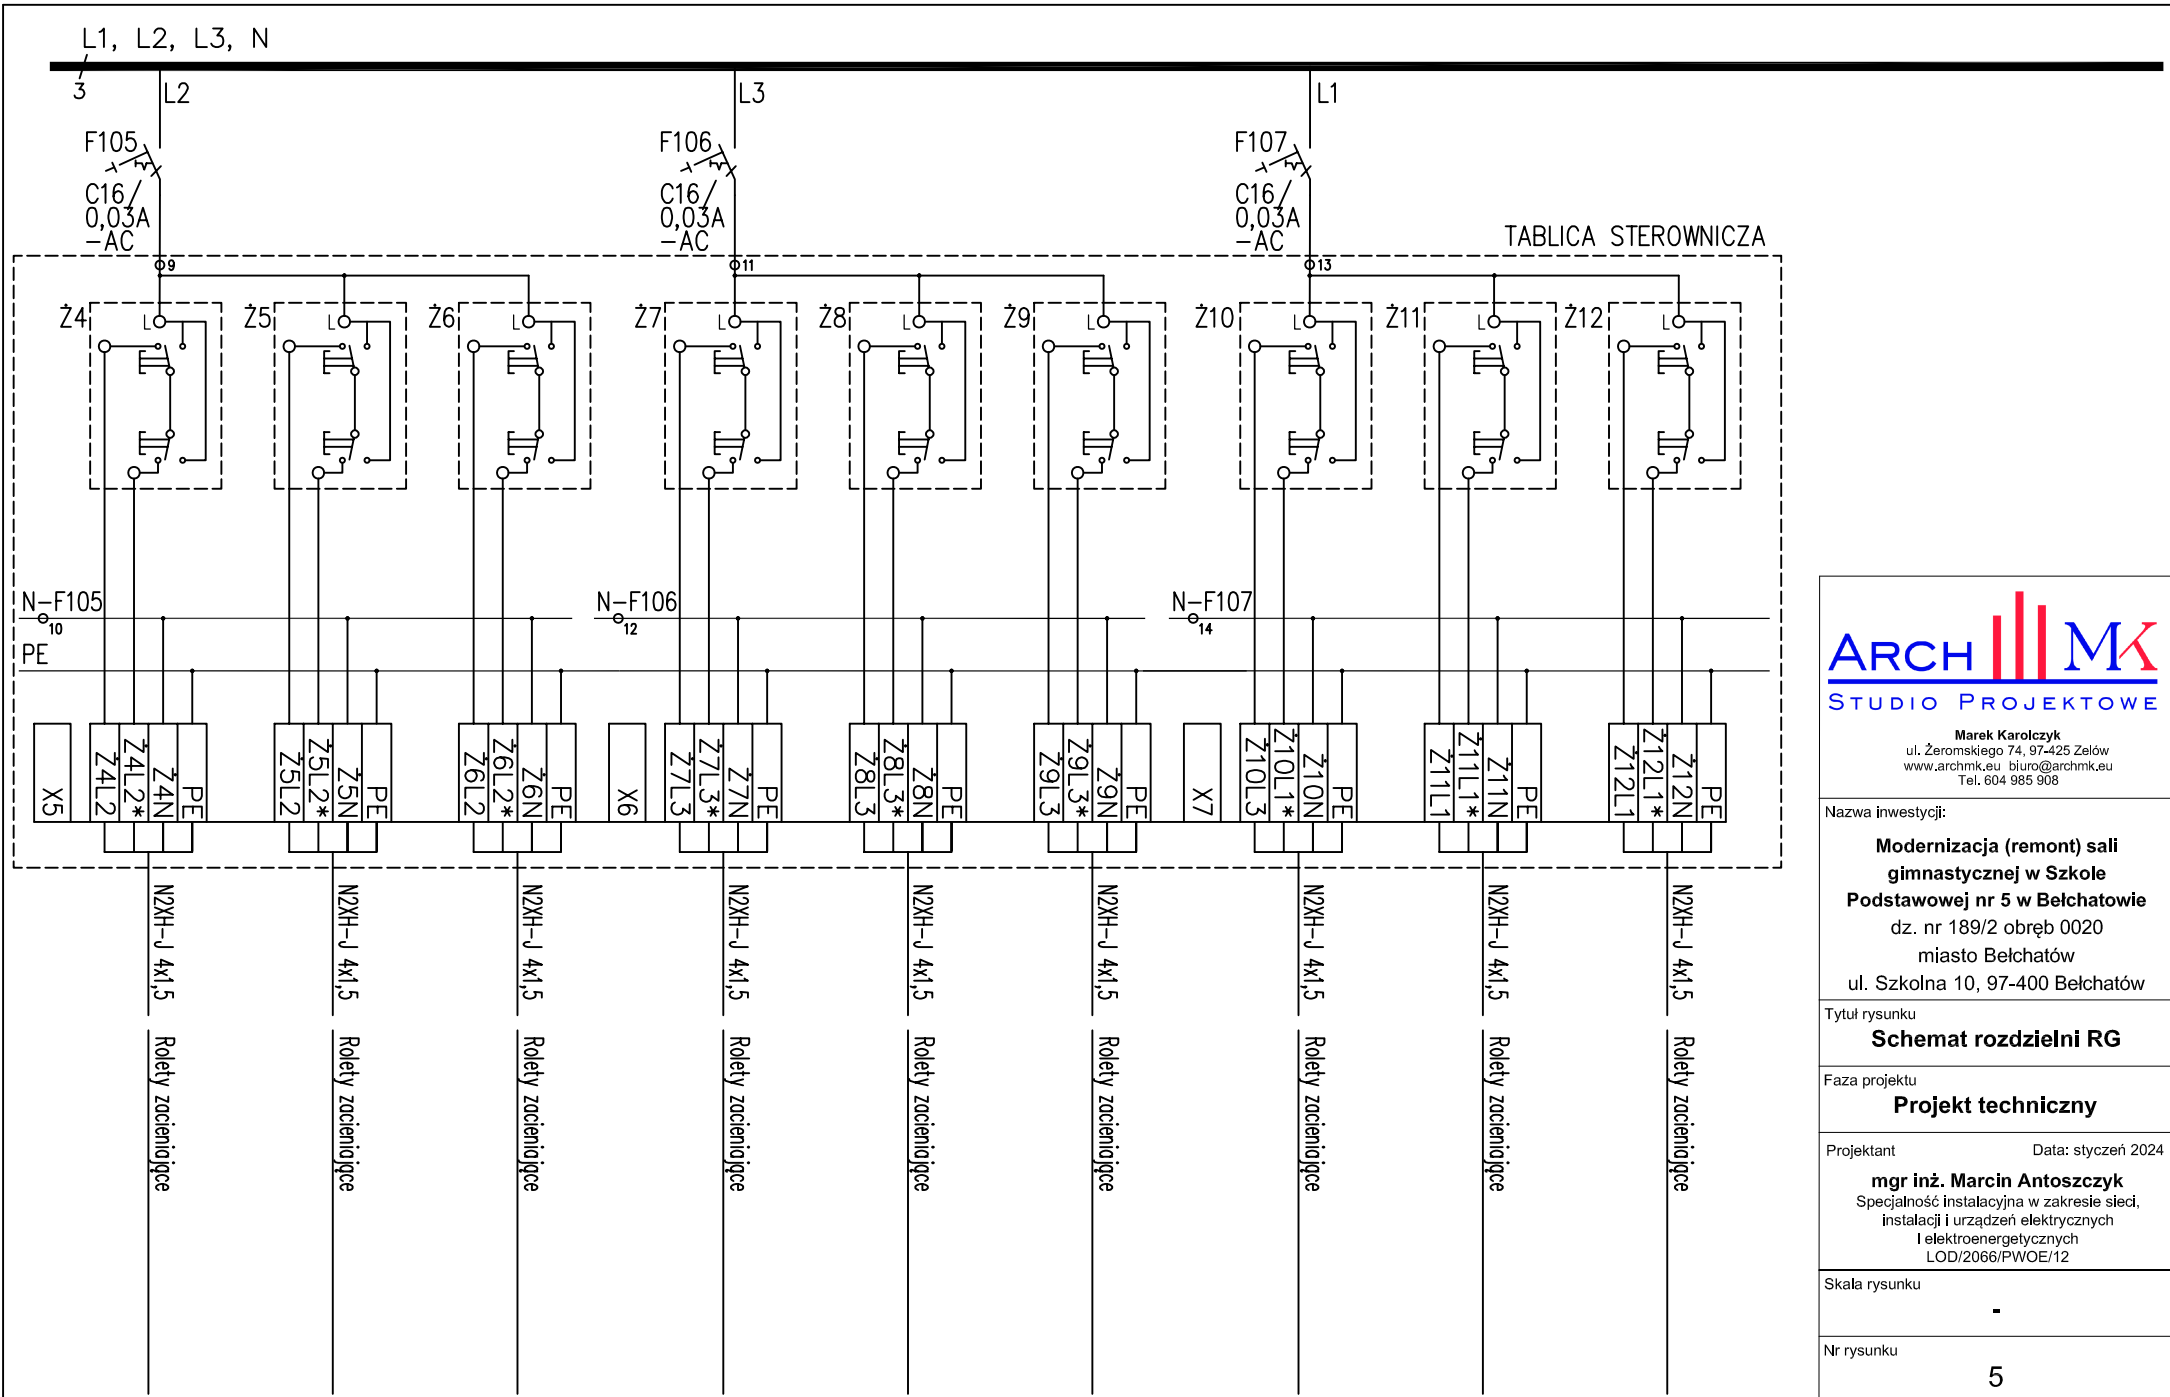 L1, L2, L3, N
3
L2
L3
L1
F105
C16
0,03A
-AC
F106
C16
0,03A
-AC
F107
C16
0,03A
-AC
TABLICA STEROWNICZA
9
11
13
Ż4
L
Ż5
L
Ż6
L
Ż7
L
Ż8
L
Ż9
L
Ż10
L
Ż11
L
Ż12
L
N-F105
10
N-F106
12
N-F107
14
PE
X5
Ż4L2
Ż4L2*
Ż4N
PE
Ż5L2
Ż5L2*
Ż5N
PE
Ż6L2
Ż6L2*
Ż6N
PE
X6
Ż7L3
Ż7L3*
Ż7N
PE
Ż8L3
Ż8L3*
Ż8N
PE
Ż9L3
Ż9L3*
Ż9N
PE
X7
Ż10L3
Ż10L1*
Ż10N
PE
Ż11L1
Ż11L1*
Ż11N
PE
Ż12L1
Ż12L1*
Ż12N
PE
N2XH-J 4x1,5
N2XH-J 4x1,5
N2XH-J 4x1,5
N2XH-J 4x1,5
N2XH-J 4x1,5
N2XH-J 4x1,5
N2XH-J 4x1,5
N2XH-J 4x1,5
N2XH-J 4x1,5
Rolety zacieniające
Rolety zacieniające
Rolety zacieniające
Rolety zacieniające
Rolety zacieniające
Rolety zacieniające
Rolety zacieniające
Rolety zacieniające
Rolety zacieniające
ARCH MK
STUDIO PROJEKTOWE
Marek Karolczyk
ul. Żeromskiego 74, 97-425 Zelów
www.archmk.eu biuro@archmk.eu
Tel. 604 985 908
Nazwa inwestycji:
Modernizacja (remont) sali
gimnastycznej w Szkole
Podstawowej nr 5 w Bełchatowie
dz. nr 189/2 obręb 0020
miasto Bełchatów
ul. Szkolna 10, 97-400 Bełchatów
Tytuł rysunku
Schemat rozdzielni RG
Faza projektu
Projekt techniczny
Projektant Data: styczeń 2024
mgr inż. Marcin Antoszczyk
Specjalność instalacyjna w zakresie sieci,
instalacji i urządzeń elektrycznych
I elektroenergetycznych
LOD/2066/PWOE/12
Skala rysunku
-
Nr rysunku
5